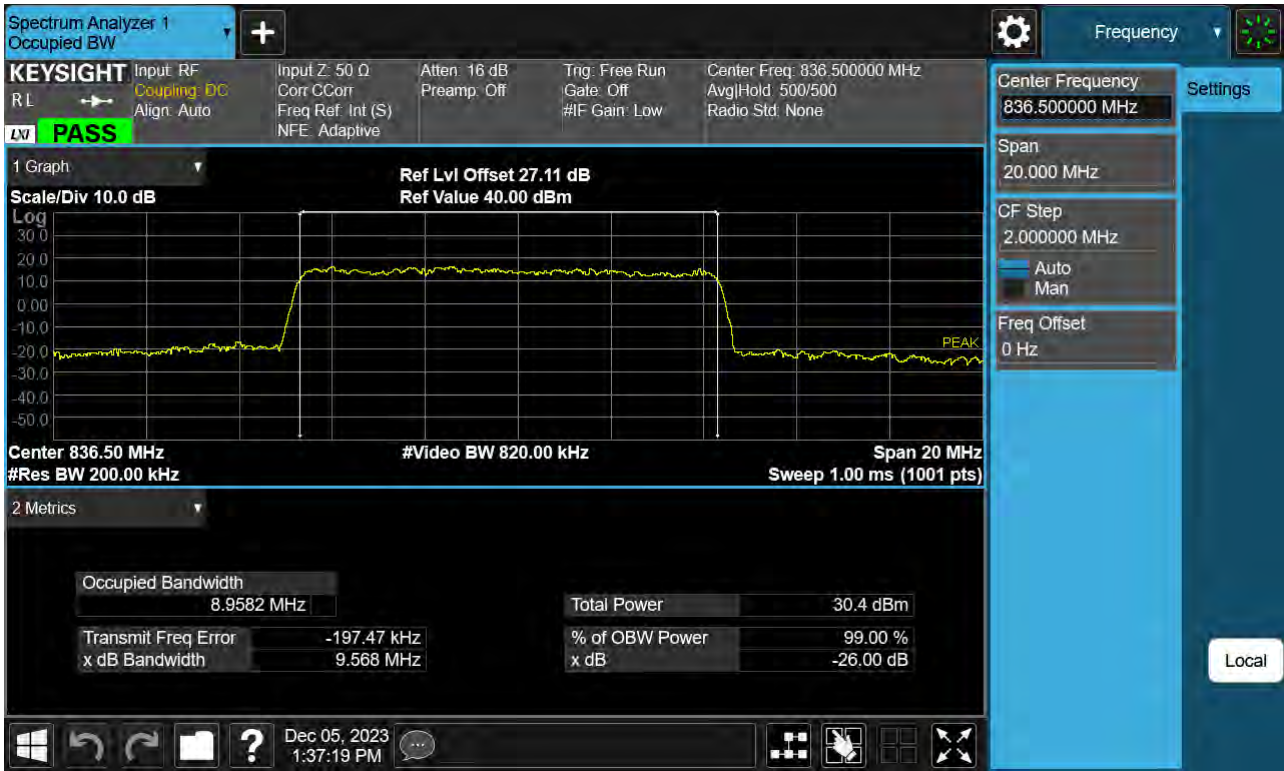 Spectrum Analyzer 1
Occupied BW
+
Frequency
KEYSIGHT
RL
LXI PASS
Input: RF
Coupling: DC
Align: Auto
Input Z: 50 Ω
Corr CCorr
Freq Ref: Int (S)
NFE: Adaptive
Atten: 16 dB
Preamp: Off
Trig: Free Run
Gate: Off
#IF Gain: Low
Center Freq: 836.500000 MHz
Avg|Hold: 500/500
Radio Std: None
Center Frequency
836.500000 MHz
Settings
Span
20.000 MHz
CF Step
2.000000 MHz
Auto
Man
Freq Offset
0 Hz
Local
1 Graph
Scale/Div 10.0 dB
Ref Lvl Offset 27.11 dB
Ref Value 40.00 dBm
Log
30.0
20.0
10.0
0.00
-10.0
-20.0
-30.0
-40.0
-50.0
PEAK
Center 836.50 MHz
#Video BW 820.00 kHz
Span 20 MHz
#Res BW 200.00 kHz
Sweep 1.00 ms (1001 pts)
2 Metrics
Occupied Bandwidth
8.9582 MHz
Total Power 30.4 dBm
Transmit Freq Error -197.47 kHz
% of OBW Power 99.00 %
x dB Bandwidth 9.568 MHz
x dB -26.00 dB
?
Dec 05, 2023
1:37:19 PM